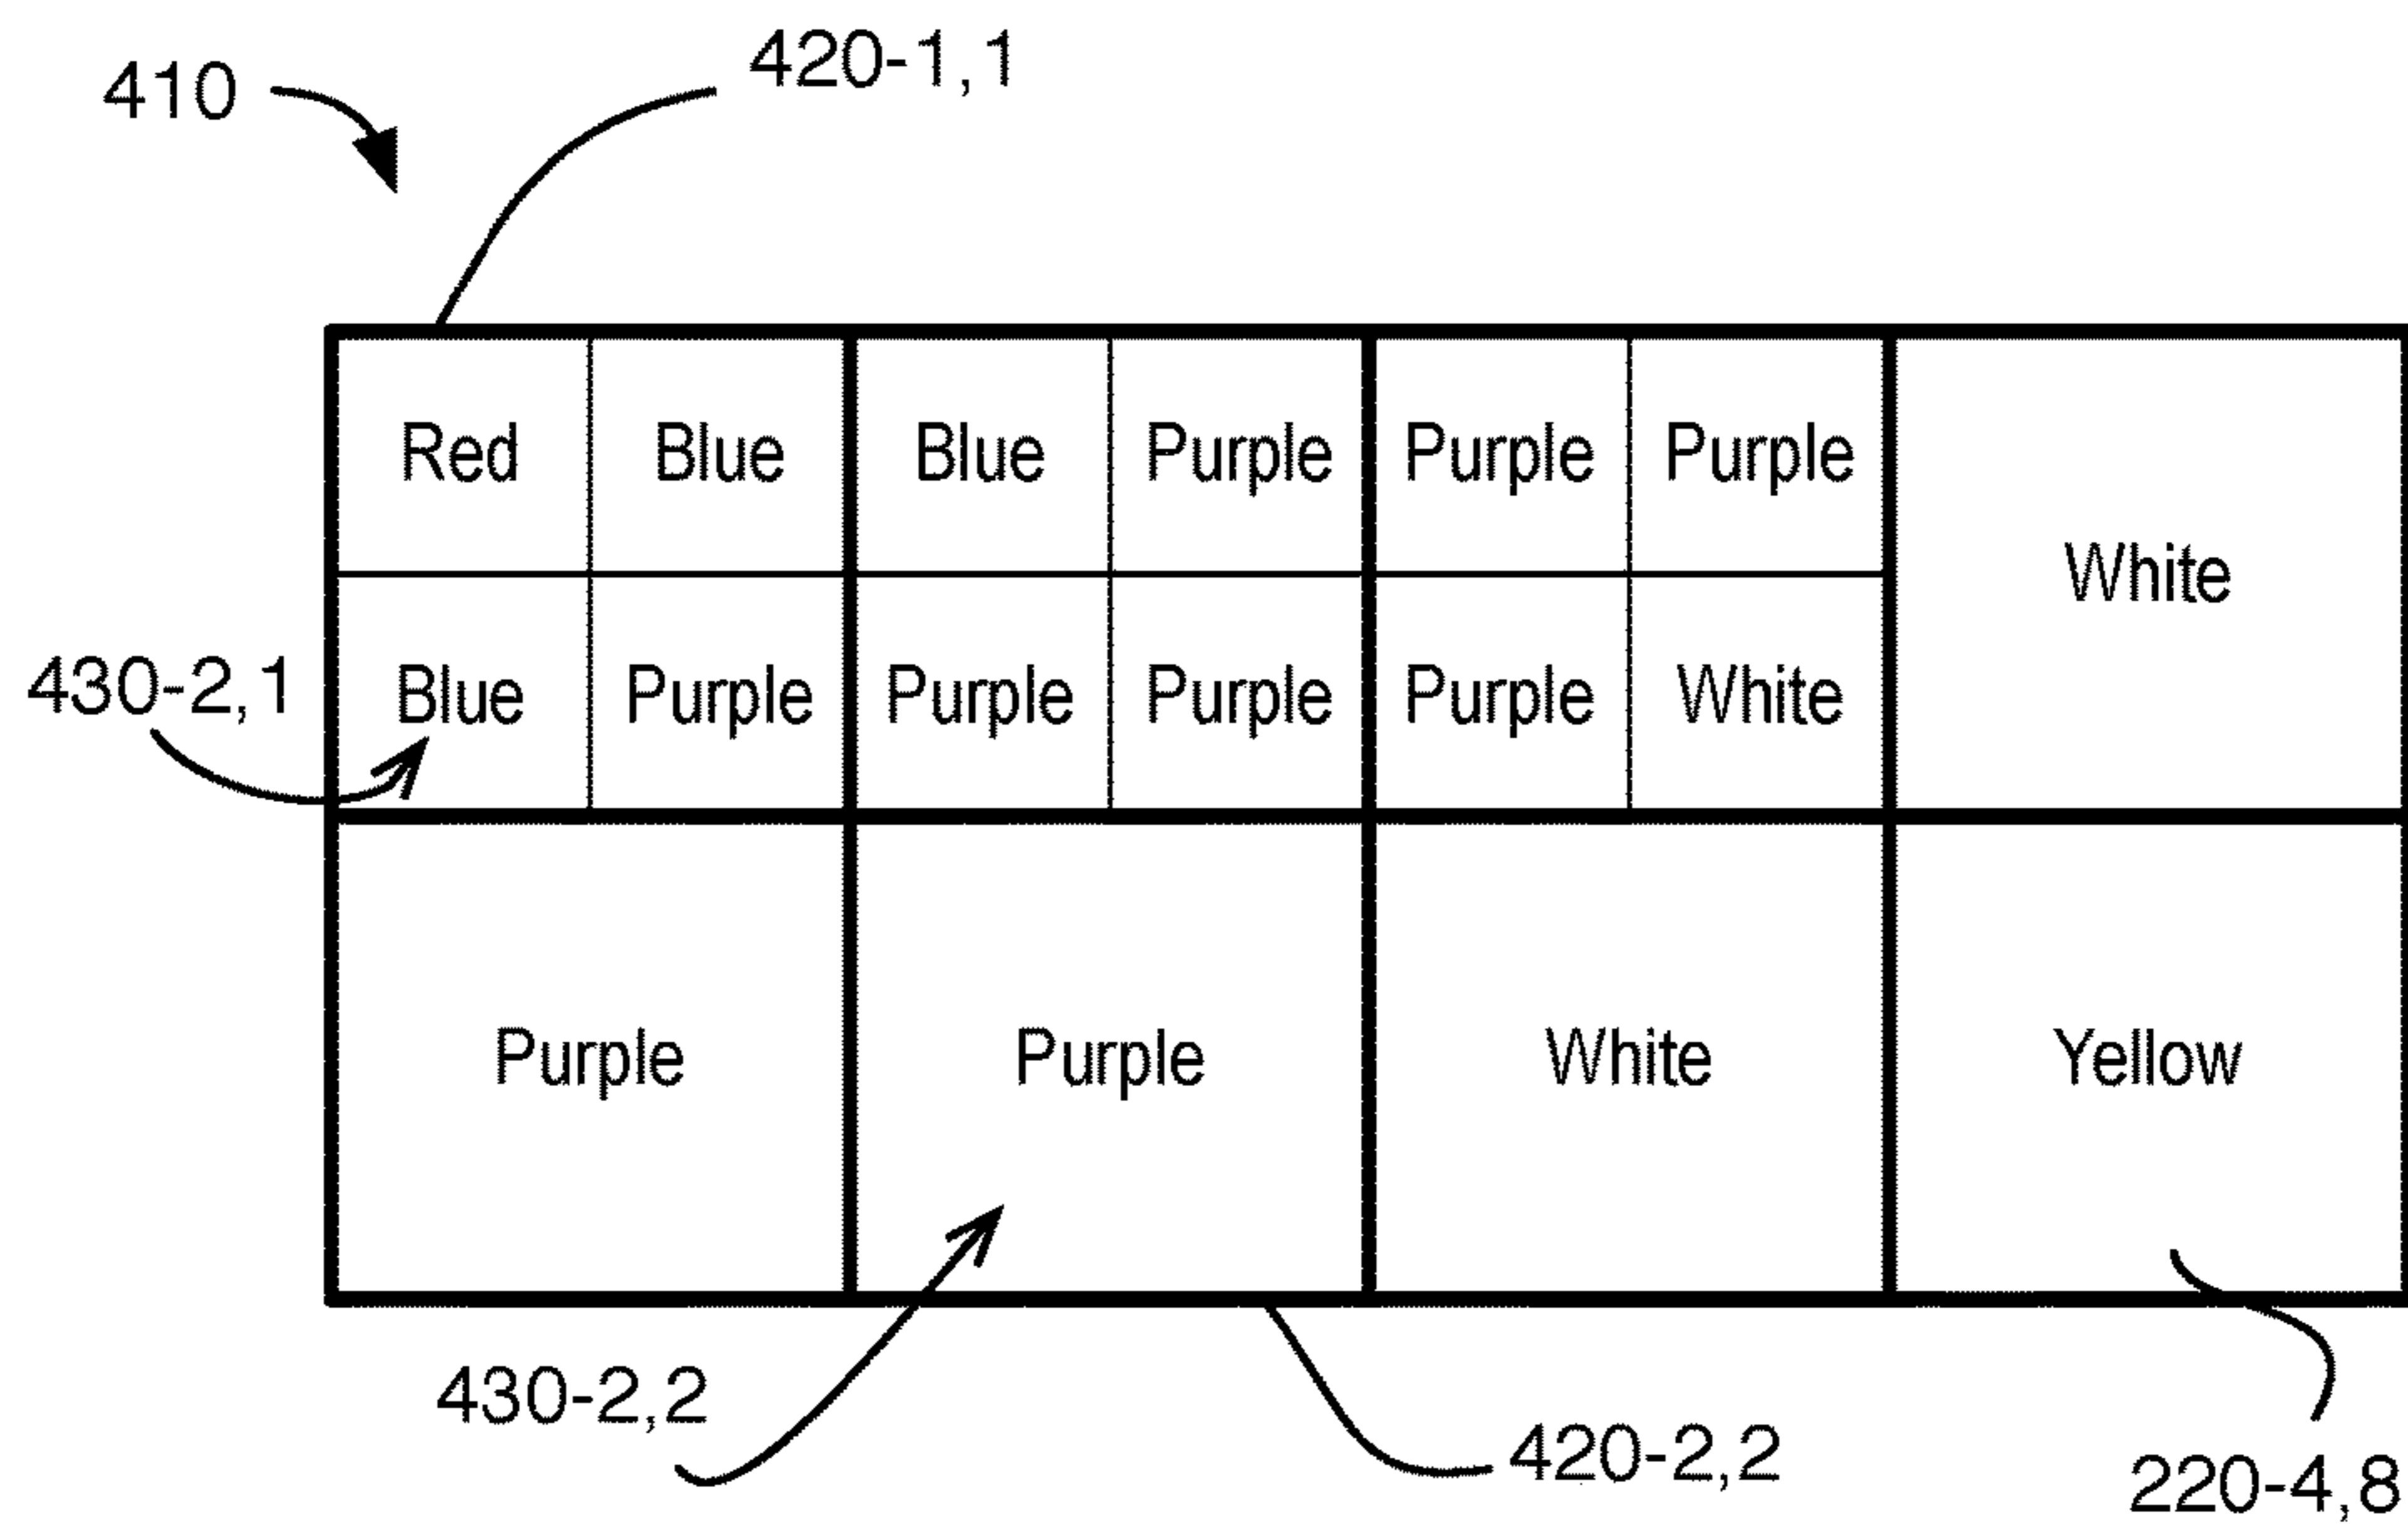 420-1,1
410
Red Blue Blue Purple Purple Purple
White
430-2,1 Blue Purple Purple Purple Purple White
Purple Purple White Yellow
430-2,2
420-2,2
220-4,8